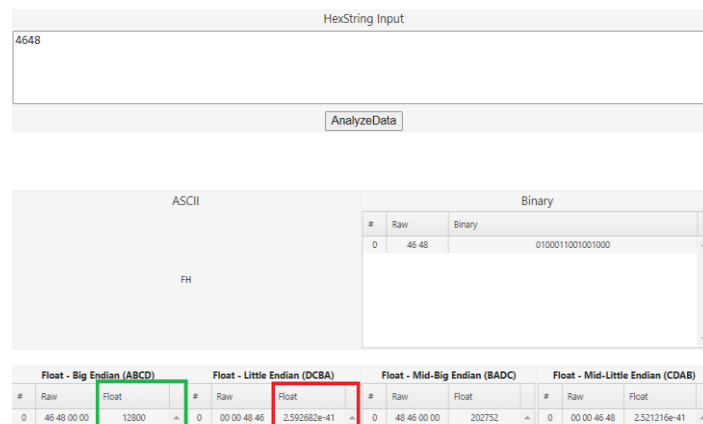 HexString Input
4648
AnalyzeData
ASCII Binary
# Raw Binary
0 46 48 0100011001001000
FH
Float - Big Endian (ABCD) Float - Little Endian (DCBA) Float - Mid-Big Endian (BADC) Float - Mid-Little Endian (CDAB)
# Raw Float # Raw Float # Raw Float # Raw Float
0 46 48 00 00 12800 0 00 00 48 46 2.592682e-41 0 48 46 00 00 202752 0 00 00 46 48 2.521216e-41